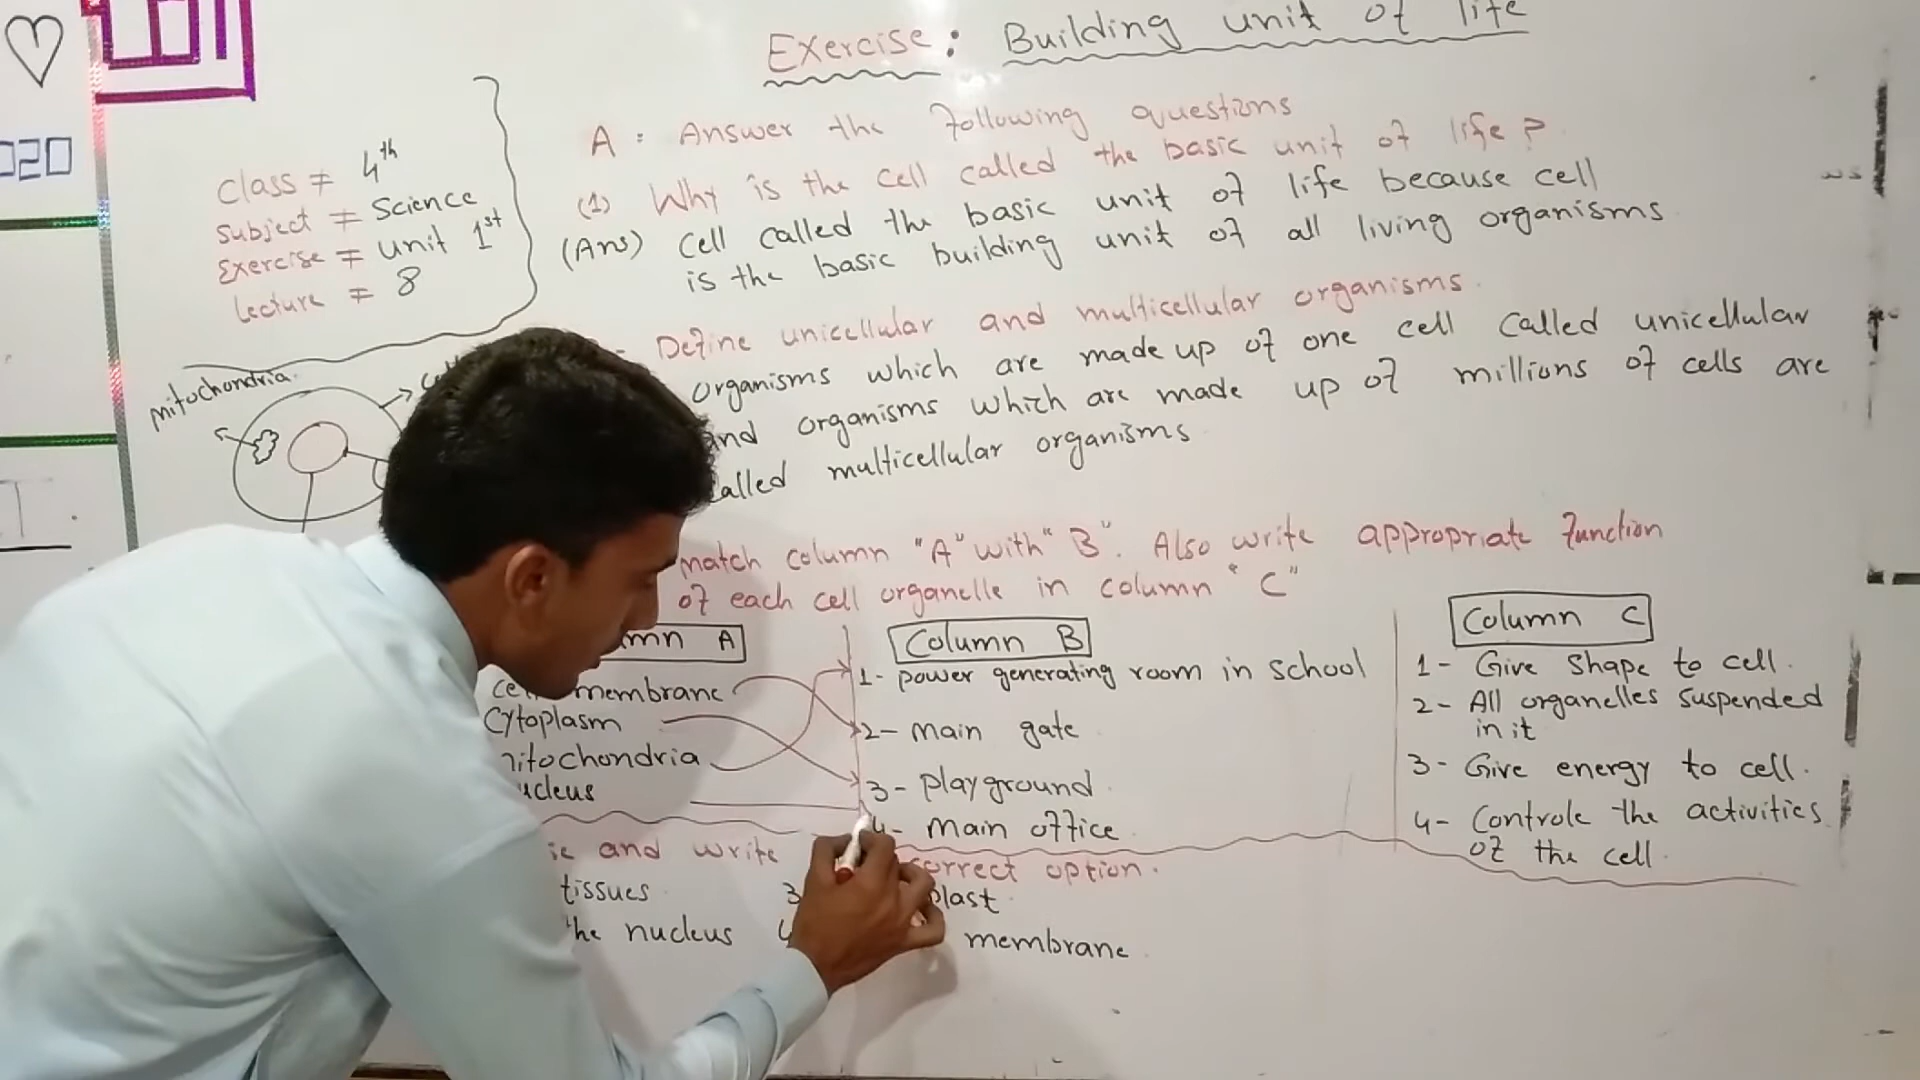 Exercise: Building unit of life
020
Class = 4th
Subject = Science
Exercise = unit 1st
Lecture = 8
A: Answer the following questions
(1) Why is the cell called the basic unit of life?
(Ans) Cell called the basic unit of life because cell
is the basic building unit of all living organisms
Define unicellular and multicellular organisms.
organisms which are made up of one cell called unicellular
and organisms which are made up of millions of cells are
called multicellular organisms
mitochondria
match column "A" with "B". Also write appropriate function
of each cell organelle in column "C"
A
Column B
Column C
membrane
Cytoplasm
mitochondria
1- power generating room in school
2- main gate
3- playground
4- main office
1- Give shape to cell.
2- All organelles suspended
in it
3- Give energy to cell.
4- Controle the activities
of the cell.
and write correct option.
tissues 3
the nucleus 4 membrane